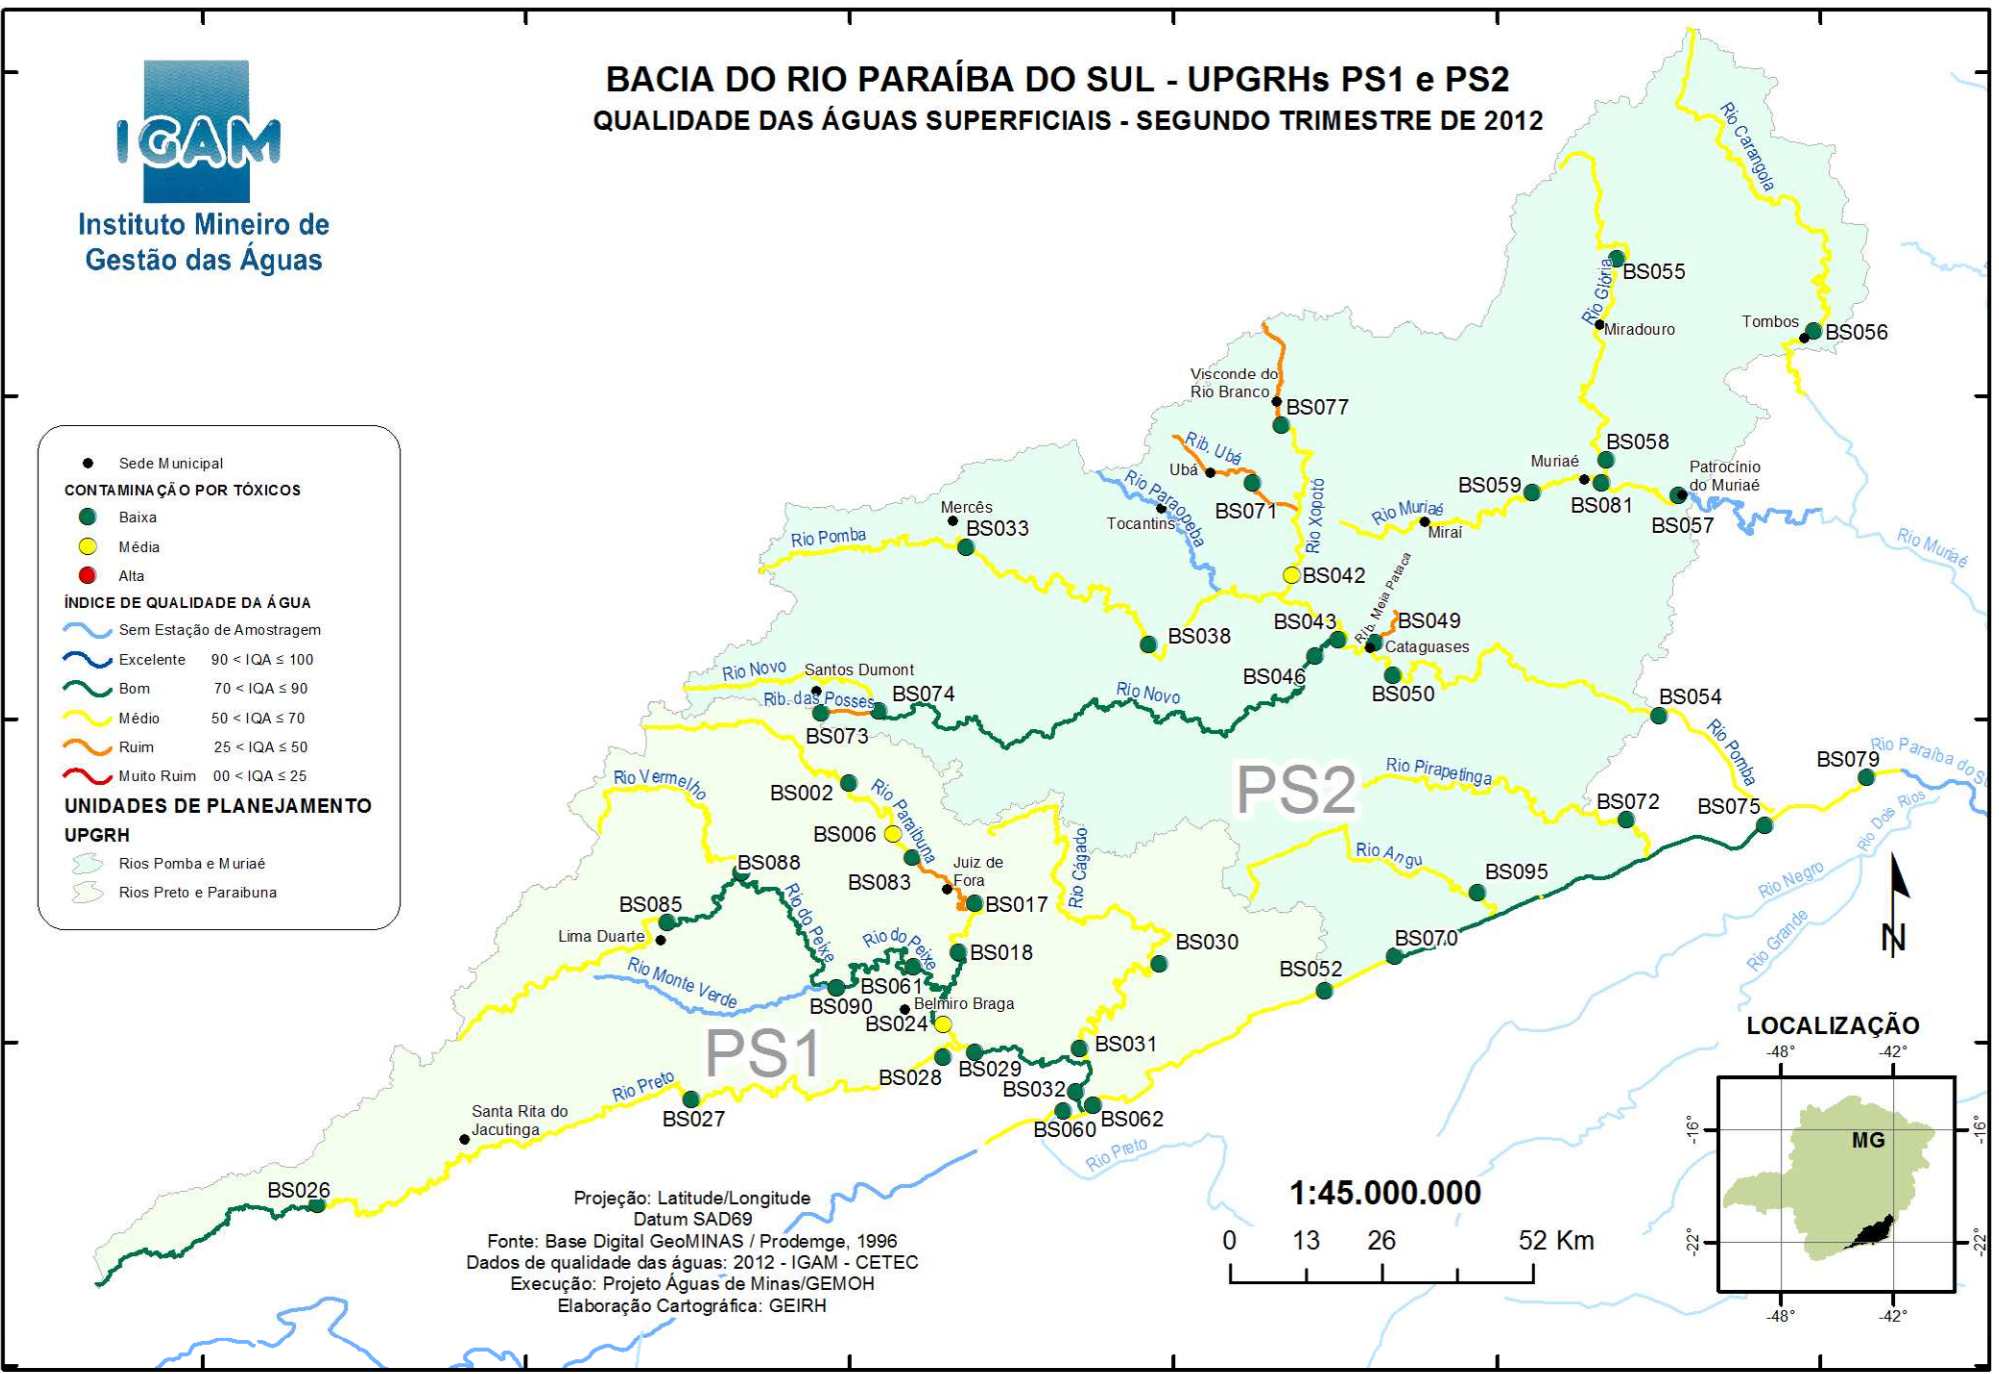 BACIA DO RIO PARAÍBA DO SUL - UPGRHs PS1 e PS2
QUALIDADE DAS ÁGUAS SUPERFICIAIS - SEGUNDO TRIMESTRE DE 2012
IGAM
Instituto Mineiro de
Gestão das Águas
Sede Municipal
CONTAMINAÇÃO POR TÓXICOS
Baixa
Média
Alta
ÍNDICE DE QUALIDADE DA ÁGUA
Sem Estação de Amostragem
Excelente 90 < IQA ≤ 100
Bom 70 < IQA ≤ 90
Médio 50 < IQA ≤ 70
Ruim 25 < IQA ≤ 50
Muito Ruim 00 < IQA ≤ 25
UNIDADES DE PLANEJAMENTO
UPGRH
Rios Pomba e Muriaé
Rios Preto e Paraibuna
Rio Carangola
BS055
Rio Glória
Miradouro
Tombos
BS056
Visconde do
Rio Branco
BS077
Rib. Ubá
Ubá
BS071
Rio Paraopeba
Tocantins
Rio Xopotó
BS058
Muriaé
BS059
BS081
Patrocínio
do Muriaé
BS057
Rio Muriaé
Miraí
Rio Muriaé
Mercês
BS033
Rio Pomba
BS042
Rib. Meia Pataca
BS043
BS049
Cataguases
BS038
BS046
BS050
Rio Novo
Santos Dumont
Rib. das Posses
BS074
BS073
Rio Novo
BS054
Rio Pomba
PS2
Rio Pirapetinga
BS072
BS075
BS079
Rio Paraíba do S
Rio Dois Rios
Rio Vermelho
BS002
Rio Paraibuna
BS006
BS083
Juiz de
Fora
BS017
Rio Cágado
Rio Angu
BS095
Rio Negro
Rio Grande
BS088
BS085
Lima Duarte
Rio do Peixe
Rio do Peixe
BS018
BS030
BS070
BS052
BS061
BS090
Rio Monte Verde
Belmiro Braga
BS024
PS1
BS028
BS029
BS031
BS032
BS062
BS060
Rio Preto
BS027
Rio Preto
Santa Rita do
Jacutinga
BS026
N
LOCALIZAÇÃO
-48° -42°
-16° -16°
MG
-22° -22°
-48° -42°
Projeção: Latitude/Longitude
Datum SAD69
Fonte: Base Digital GeoMINAS / Prodemge, 1996
Dados de qualidade das águas: 2012 - IGAM - CETEC
Execução: Projeto Águas de Minas/GEMOH
Elaboração Cartográfica: GEIRH
1:45.000.000
0 13 26 52 Km